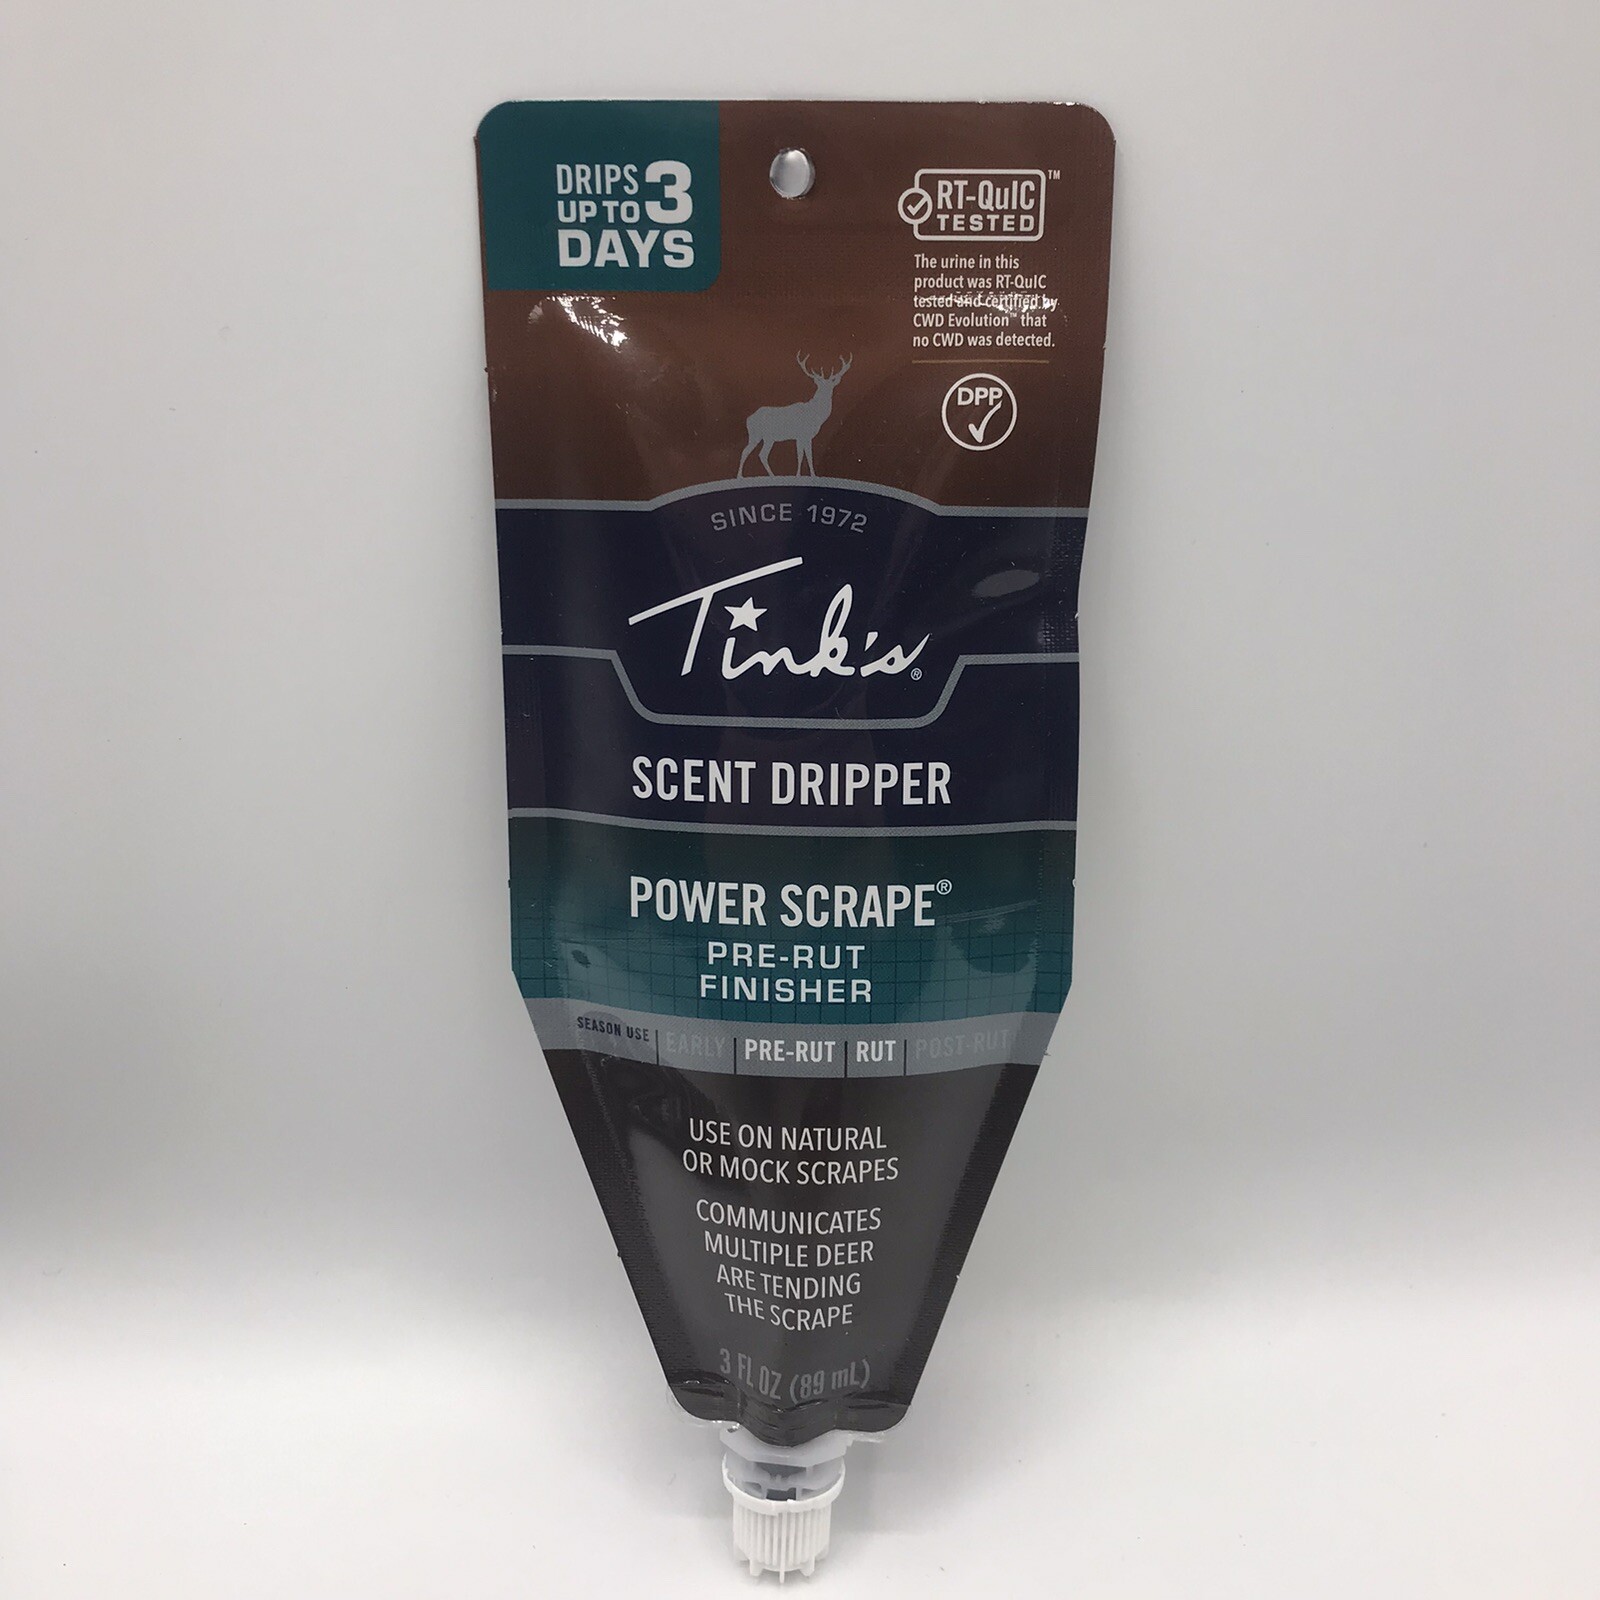 DRIPS
UP TO 3
DAYS
RT-QuIC™
TESTED
The urine in this
product was RT-QuIC
tested and certified by
CWD Evolution™ that
no CWD was detected.
DPP
SINCE 1972
Tink's®
SCENT DRIPPER
POWER SCRAPE®
PRE-RUT
FINISHER
SEASON USE | EARLY | PRE-RUT | RUT | POST-RUT
USE ON NATURAL
OR MOCK SCRAPES
COMMUNICATES
MULTIPLE DEER
ARE TENDING
THE SCRAPE
3 FL OZ (89 mL)